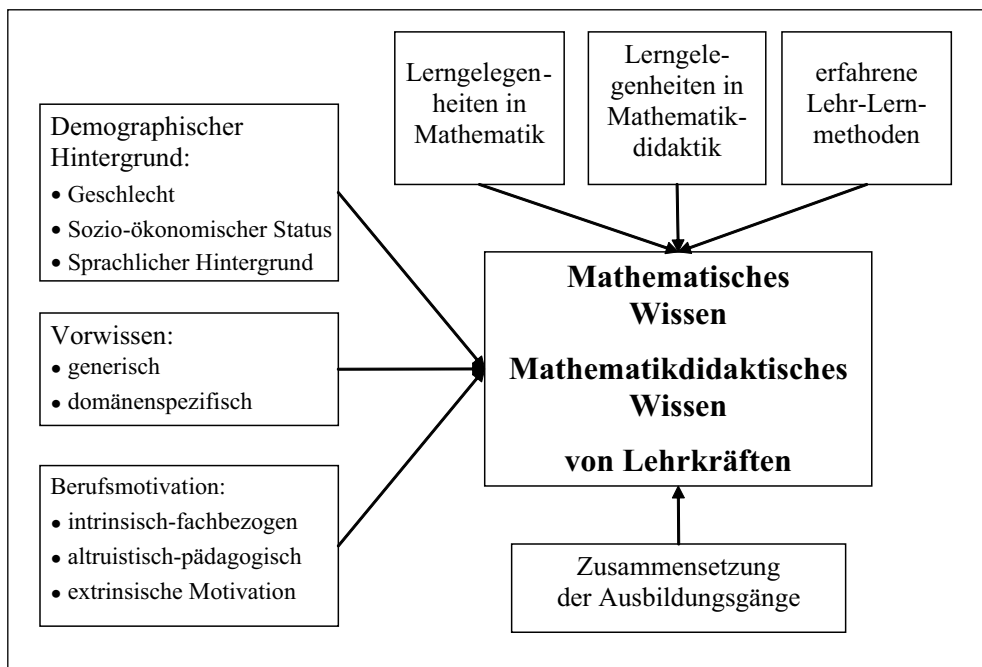 Lerngelegen-
heiten in
Mathematik
Lerngele-
genheiten in
Mathematik-
didaktik
erfahrene
Lehr-Lern-
methoden
Demographischer
Hintergrund:
• Geschlecht
• Sozio-ökonomischer Status
• Sprachlicher Hintergrund
Vorwissen:
• generisch
• domänenspezifisch
Berufsmotivation:
• intrinsisch-fachbezogen
• altruistisch-pädagogisch
• extrinsische Motivation
Mathematisches
Wissen
Mathematikdidaktisches
Wissen
von Lehrkräften
Zusammensetzung
der Ausbildungsgänge